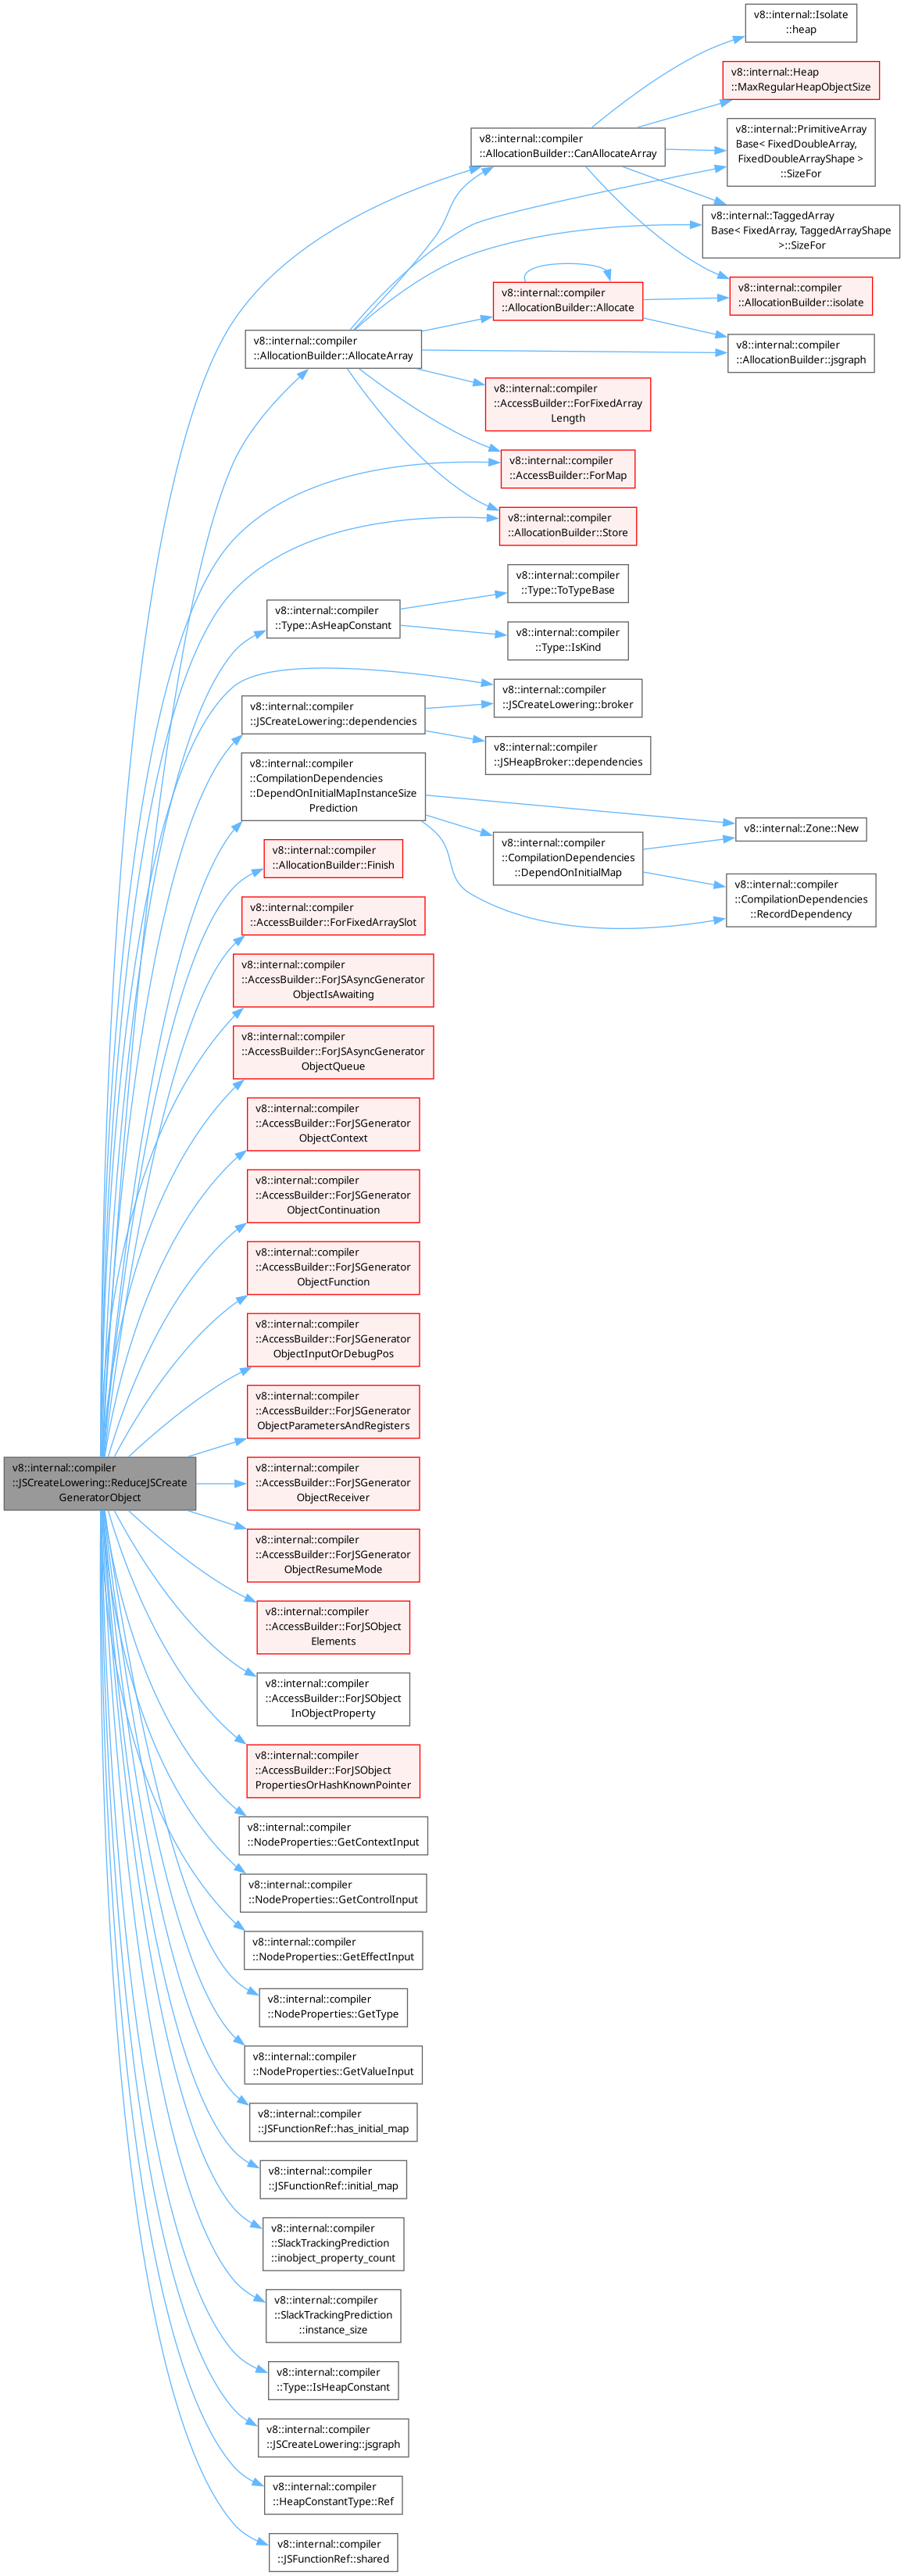 v8::internal::Isolate
::heap
v8::internal::Heap
::MaxRegularHeapObjectSize
v8::internal::compiler
::AllocationBuilder::CanAllocateArray
v8::internal::PrimitiveArray
Base< FixedDoubleArray,
FixedDoubleArrayShape >
::SizeFor
v8::internal::TaggedArray
Base< FixedArray, TaggedArrayShape
>::SizeFor
v8::internal::compiler
::AllocationBuilder::Allocate
v8::internal::compiler
::AllocationBuilder::isolate
v8::internal::compiler
::AllocationBuilder::AllocateArray
v8::internal::compiler
::AllocationBuilder::jsgraph
v8::internal::compiler
::AccessBuilder::ForFixedArray
Length
v8::internal::compiler
::AccessBuilder::ForMap
v8::internal::compiler
::AllocationBuilder::Store
v8::internal::compiler
::Type::ToTypeBase
v8::internal::compiler
::Type::AsHeapConstant
v8::internal::compiler
::Type::IsKind
v8::internal::compiler
::JSCreateLowering::broker
v8::internal::compiler
::JSCreateLowering::dependencies
v8::internal::compiler
::JSHeapBroker::dependencies
v8::internal::compiler
::CompilationDependencies
::DependOnInitialMapInstanceSize
Prediction
v8::internal::Zone::New
v8::internal::compiler
::CompilationDependencies
::DependOnInitialMap
v8::internal::compiler
::CompilationDependencies
::RecordDependency
v8::internal::compiler
::AllocationBuilder::Finish
v8::internal::compiler
::AccessBuilder::ForFixedArraySlot
v8::internal::compiler
::AccessBuilder::ForJSAsyncGenerator
ObjectIsAwaiting
v8::internal::compiler
::AccessBuilder::ForJSAsyncGenerator
ObjectQueue
v8::internal::compiler
::AccessBuilder::ForJSGenerator
ObjectContext
v8::internal::compiler
::AccessBuilder::ForJSGenerator
ObjectContinuation
v8::internal::compiler
::AccessBuilder::ForJSGenerator
ObjectFunction
v8::internal::compiler
::AccessBuilder::ForJSGenerator
ObjectInputOrDebugPos
v8::internal::compiler
::AccessBuilder::ForJSGenerator
ObjectParametersAndRegisters
v8::internal::compiler
::JSCreateLowering::ReduceJSCreate
GeneratorObject
v8::internal::compiler
::AccessBuilder::ForJSGenerator
ObjectReceiver
v8::internal::compiler
::AccessBuilder::ForJSGenerator
ObjectResumeMode
v8::internal::compiler
::AccessBuilder::ForJSObject
Elements
v8::internal::compiler
::AccessBuilder::ForJSObject
InObjectProperty
v8::internal::compiler
::AccessBuilder::ForJSObject
PropertiesOrHashKnownPointer
v8::internal::compiler
::NodeProperties::GetContextInput
v8::internal::compiler
::NodeProperties::GetControlInput
v8::internal::compiler
::NodeProperties::GetEffectInput
v8::internal::compiler
::NodeProperties::GetType
v8::internal::compiler
::NodeProperties::GetValueInput
v8::internal::compiler
::JSFunctionRef::has_initial_map
v8::internal::compiler
::JSFunctionRef::initial_map
v8::internal::compiler
::SlackTrackingPrediction
::inobject_property_count
v8::internal::compiler
::SlackTrackingPrediction
::instance_size
v8::internal::compiler
::Type::IsHeapConstant
v8::internal::compiler
::JSCreateLowering::jsgraph
v8::internal::compiler
::HeapConstantType::Ref
v8::internal::compiler
::JSFunctionRef::shared